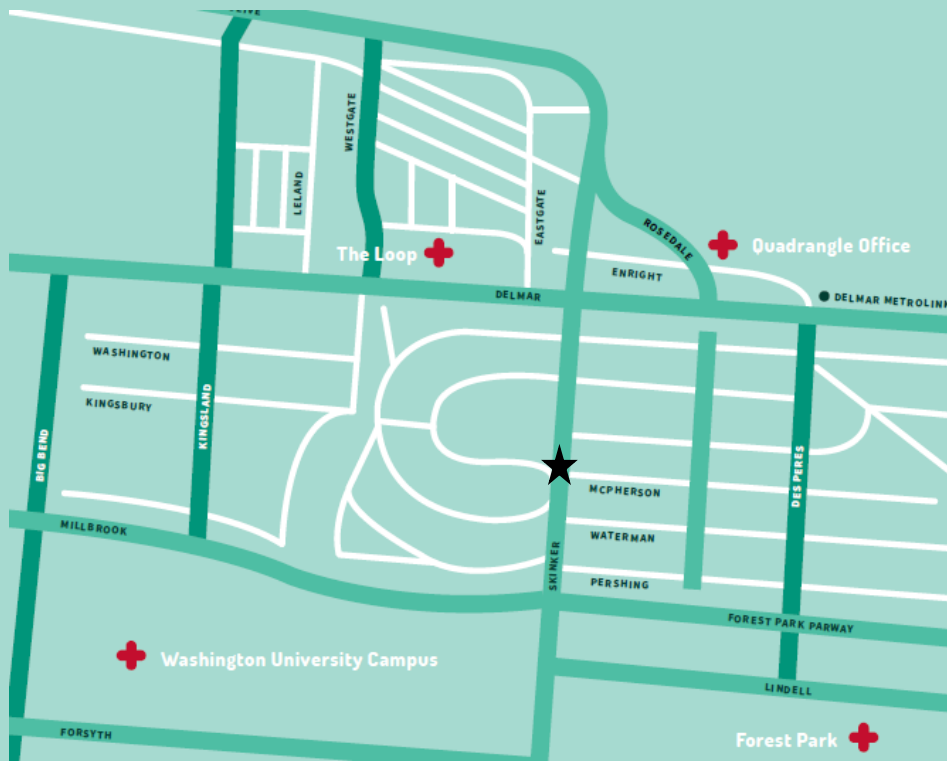 WESTGATE
LELAND
EASTGATE
ROSEDALE
The Loop
Quadrangle Office
ENRIGHT
DELMAR
DELMAR METROLINK
WASHINGTON
KINGSBURY
KINGSLAND
BIG BEND
DES PERES
MCPHERSON
MILLBROOK
WATERMAN
SKINKER
PERSHING
FOREST PARK PARKWAY
Washington University Campus
LINDELL
FORSYTH
Forest Park